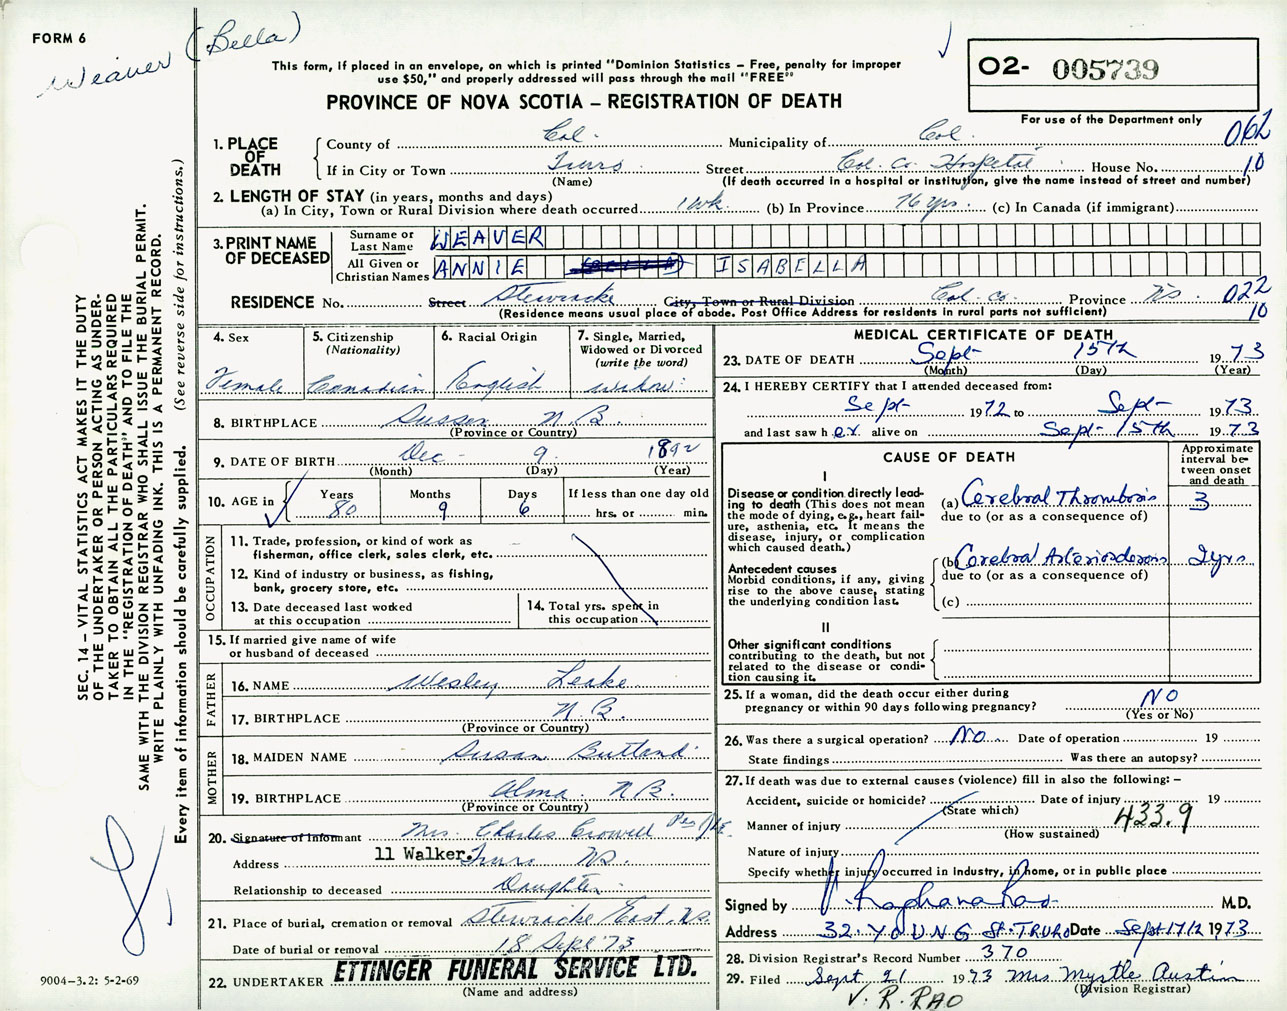 FORM 6
Weaver (Bella)
This form, if placed in an envelope, on which is printed "Dominion Statistics – Free, penalty for improper
use $50," and properly addressed will pass through the mail "FREE"
O2- 005739
PROVINCE OF NOVA SCOTIA – REGISTRATION OF DEATH
For use of the Department only
1. PLACE OF DEATH
County of Col. Municipality of Col. 062
If in City or Town Truro Street Col. Co. Hospital House No. 10
(Name) (If death occurred in a hospital or institution, give the name instead of street and number)
2. LENGTH OF STAY (in years, months and days)
(a) In City, Town or Rural Division where death occurred 1 wk. (b) In Province 76 yrs. (c) In Canada (if immigrant)
3. PRINT NAME OF DECEASED
Surname or Last Name WEAVER
All Given or Christian Names ANNIE BELLA ISABELLA
RESIDENCE No. Street Stewiacke City, Town or Rural Division Col. Co. Province NS. 022
(Residence means usual place of abode. Post Office Address for residents in rural parts not sufficient) 10
4. Sex Female
5. Citizenship (Nationality) Canadian
6. Racial Origin English
7. Single, Married, Widowed or Divorced (write the word) widow
8. BIRTHPLACE Sussex N.B.
(Province or Country)
9. DATE OF BIRTH Dec 9 1892
(Month) (Day) (Year)
10. AGE in Years 80 Months 9 Days 6 If less than one day old
hrs. or min.
OCCUPATION
11. Trade, profession, or kind of work as
fisherman, office clerk, sales clerk, etc.
12. Kind of industry or business, as fishing,
bank, grocery store, etc.
13. Date deceased last worked
at this occupation
14. Total yrs. spent in
this occupation
15. If married give name of wife
or husband of deceased
FATHER
16. NAME Wesley Leake
17. BIRTHPLACE N.B.
(Province or Country)
MOTHER
18. MAIDEN NAME Susan Butland
19. BIRTHPLACE Alma N.B.
(Province or Country)
20. Signature of Informant Mrs. Charles Crowell
Address 11 Walker. Truro NS.
Relationship to deceased Daughter
21. Place of burial, cremation or removal Stewiacke East. NS.
Date of burial or removal 18 Sept '73
22. UNDERTAKER ETTINGER FUNERAL SERVICE LTD.
(Name and address)
MEDICAL CERTIFICATE OF DEATH
23. DATE OF DEATH Sept- 15th 1973
(Month) (Day) (Year)
24. I HEREBY CERTIFY that I attended deceased from:
Sept- 1972 to Sept- 1973
and last saw her alive on Sept- 15th 1973
CAUSE OF DEATH
Approximate
interval be-
tween onset
and death
I
Disease or condition directly lead-
ing to death (This does not mean
the mode of dying, e.g., heart fail-
ure, asthenia, etc. It means the
disease, injury, or complication
which caused death.)
(a) Cerebral Thrombosis 3
due to (or as a consequence of)
Antecedent causes
Morbid conditions, if any, giving
rise to the above cause, stating
the underlying condition last.
(b) Cerebral Arteriosclerosis 2yrs
due to (or as a consequence of)
(c)
II
Other significant conditions
contributing to the death, but not
related to the disease or condi-
tion causing it.
25. If a woman, did the death occur either during
pregnancy or within 90 days following pregnancy? NO
(Yes or No)
26. Was there a surgical operation? No Date of operation 19
State findings Was there an autopsy?
27. If death was due to external causes (violence) fill in also the following: –
Accident, suicide or homicide? Date of injury 19
(State which)
Manner of injury 433.9
(How sustained)
Nature of injury
Specify whether injury occurred in industry, in home, or in public place
Signed by V. Raghava Rao M.D.
Address 32 YOUNG St. TRURO Date Sept 17/2 1973
28. Division Registrar's Record Number 370
29. Filed Sept 21 1973 Mrs Myrtle Austin
(Division Registrar)
V. R. RAO
SEC. 14 – VITAL STATISTICS ACT MAKES IT THE DUTY
OF THE UNDERTAKER OR PERSON ACTING AS UNDER-
TAKER TO OBTAIN ALL THE PARTICULARS REQUIRED
IN THE "REGISTRATION OF DEATH" AND TO FILE THE
SAME WITH THE DIVISION REGISTRAR WHO SHALL ISSUE THE BURIAL PERMIT.
WRITE PLAINLY WITH UNFADING INK. THIS IS A PERMANENT RECORD.
Every item of information should be carefully supplied. (See reverse side for instructions.)
9004-3.2: 5-2-69